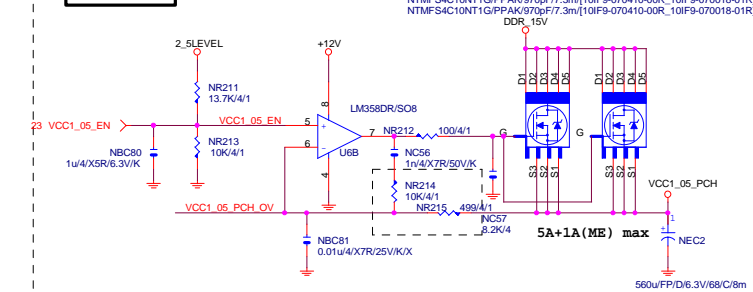 NTMFS4C10NT1G/PPAK/970pF/7.3m/[10IF9-070410-00R_10IF9-070018-01R]
DDR_15V
2_5LEVEL
+12V
D1
D2
D3
D4
D5
D1
D2
D3
D4
D5
NR211
13.7K/4/1
8
LM358DR/SO8
23 VCC1_05_EN
VCC1_05_EN
5
+
7
NR212
100/4/1
G
G
6
-
U6B
NBC80
1u/4/X5R/6.3V/K
NR213
10K/4/1
4
NC56
1n/4/X7R/50V/K
S3
S2
S1
S3
S2
S1
NR214
10K/4/1
VCC1_05_PCH
VCC1_05_PCH_OV
NR215
499/4/1
NC57
8.2K/4
1
+
NBC81
0.01u/4/X7R/25V/K/X
5A+1A(ME) max
NEC2
560u/FP/D/6.3V/68/C/8m